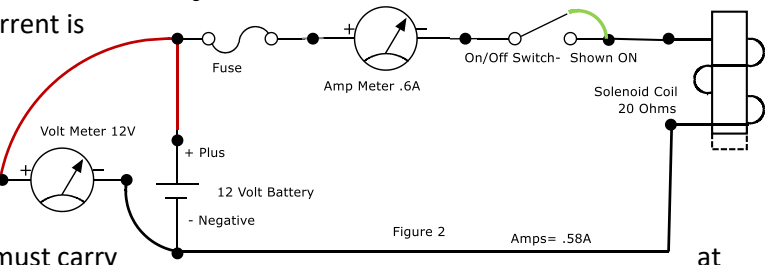 rrent is
+
−
Fuse
On/Off Switch- Shown ON
Amp Meter .6A
Solenoid Coil
20 Ohms
Volt Meter 12V
+ Plus
+
−
12 Volt Battery
- Negative
Figure 2
Amps= .58A
must carry
at